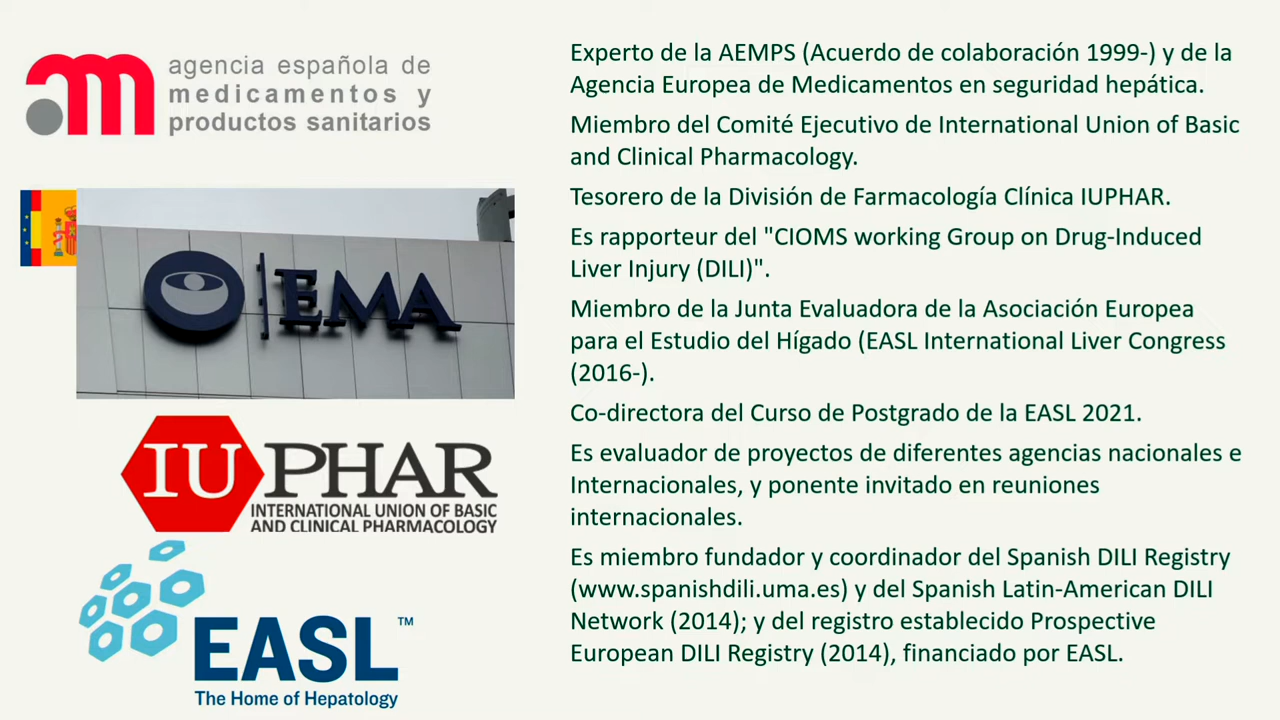 agencia española de
medicamentos y
productos sanitarios
EMA
IUPHAR
INTERNATIONAL UNION OF BASIC
AND CLINICAL PHARMACOLOGY
EASL™
The Home of Hepatology
Experto de la AEMPS (Acuerdo de colaboración 1999-) y de la
Agencia Europea de Medicamentos en seguridad hepática.
Miembro del Comité Ejecutivo de International Union of Basic
and Clinical Pharmacology.
Tesorero de la División de Farmacología Clínica IUPHAR.
Es rapporteur del "CIOMS working Group on Drug-Induced
Liver Injury (DILI)".
Miembro de la Junta Evaluadora de la Asociación Europea
para el Estudio del Hígado (EASL International Liver Congress
(2016-).
Co-directora del Curso de Postgrado de la EASL 2021.
Es evaluador de proyectos de diferentes agencias nacionales e
Internacionales, y ponente invitado en reuniones
internacionales.
Es miembro fundador y coordinador del Spanish DILI Registry
(www.spanishdili.uma.es) y del Spanish Latin-American DILI
Network (2014); y del registro establecido Prospective
European DILI Registry (2014), financiado por EASL.